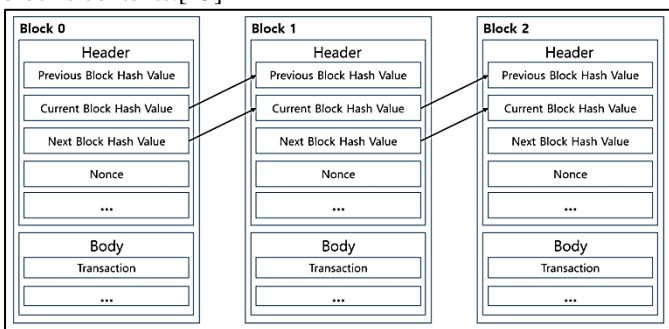 Block 0
Header
Previous Block Hash Value
Current Block Hash Value
Next Block Hash Value
Nonce
...
Body
Transaction
...
Block 1
Header
Previous Block Hash Value
Current Block Hash Value
Next Block Hash Value
Nonce
...
Body
Transaction
...
Block 2
Header
Previous Block Hash Value
Current Block Hash Value
Next Block Hash Value
Nonce
...
Body
Transaction
...